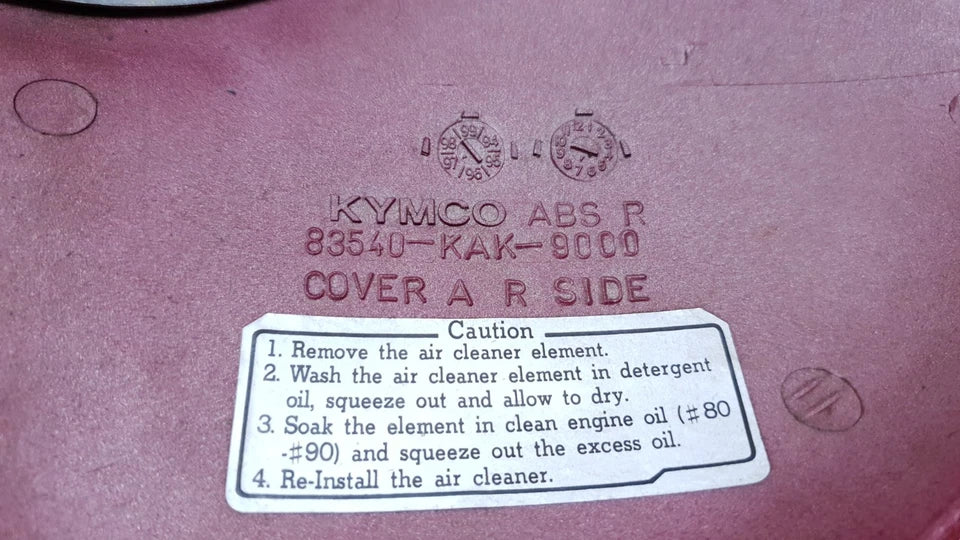 KYMCO ABS R
83540-KAK-9000
COVER A R SIDE
Caution
1. Remove the air cleaner element.
2. Wash the air cleaner element in detergent
oil, squeeze out and allow to dry.
3. Soak the element in clean engine oil (#80
-#90) and squeeze out the excess oil.
4. Re-Install the air cleaner.